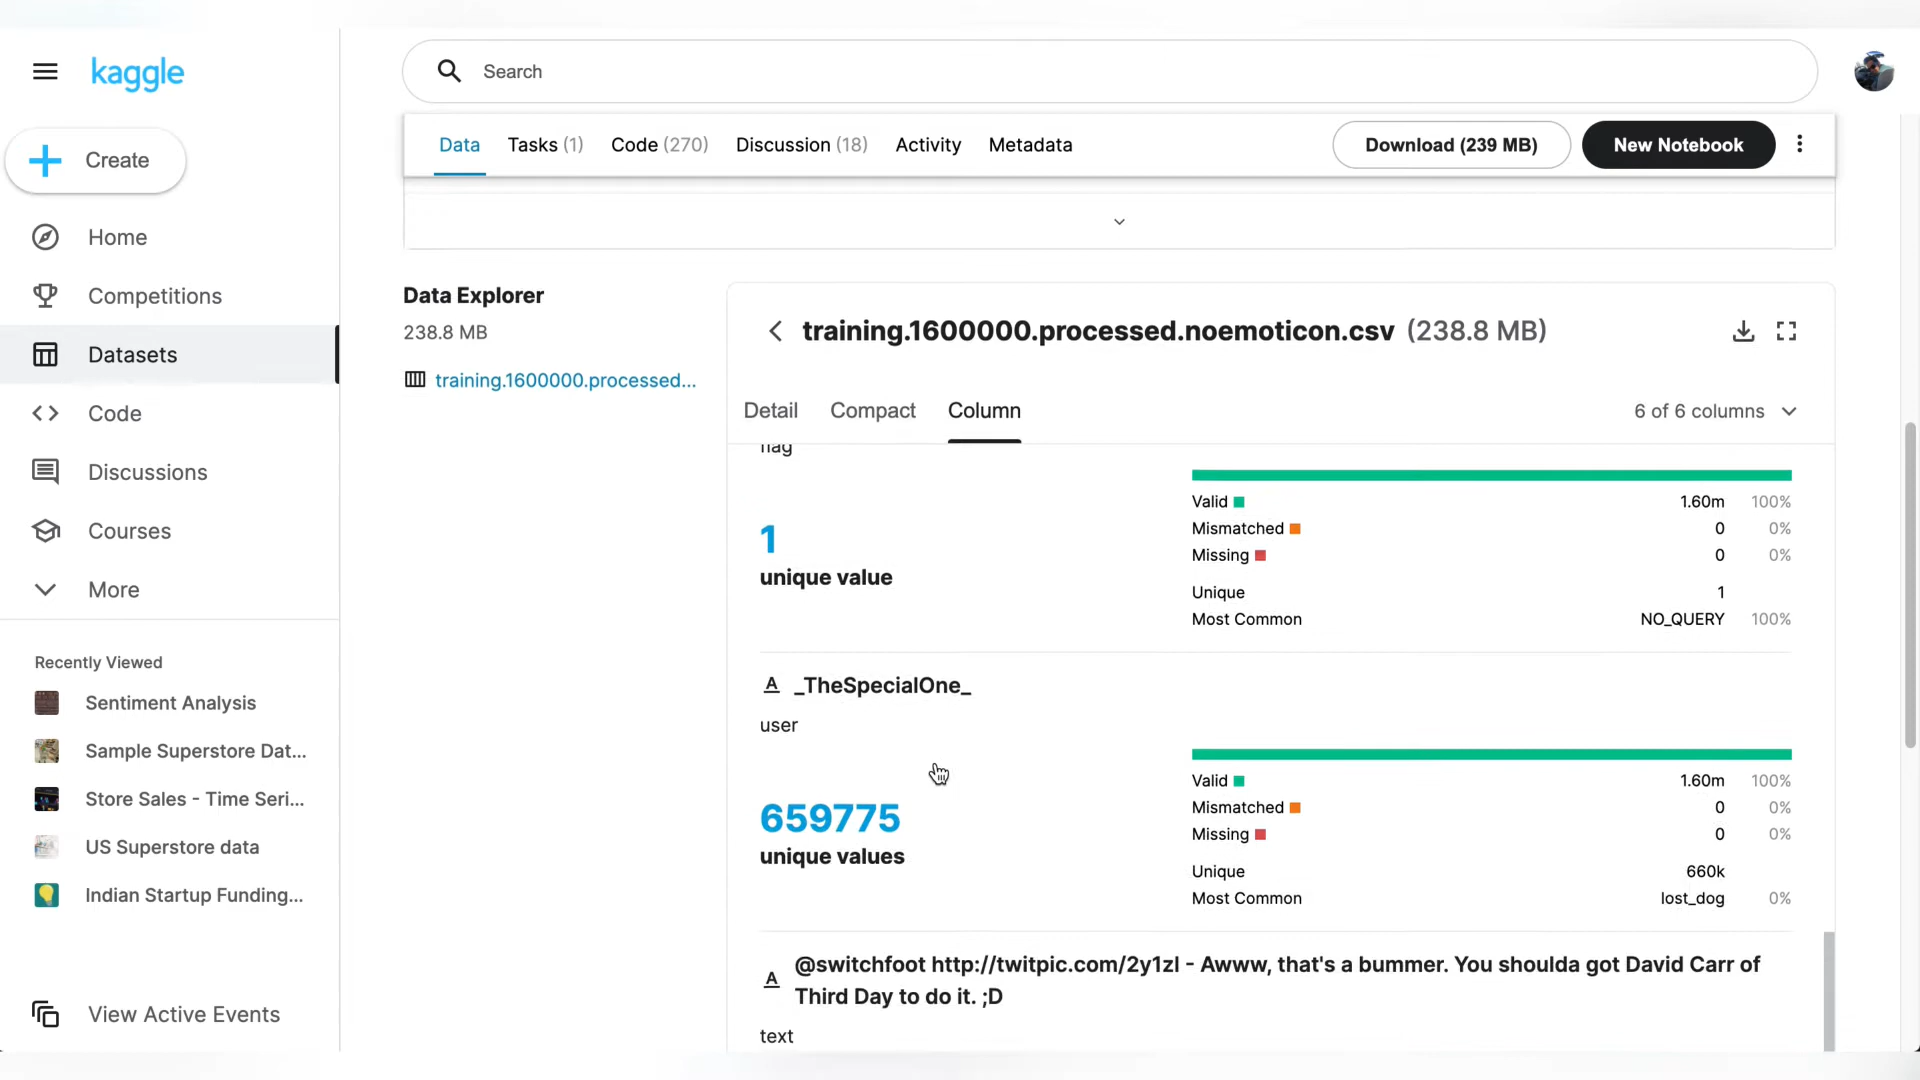 kaggle
Search
Create
Home
Competitions
Datasets
Code
Discussions
Courses
More
Recently Viewed
Sentiment Analysis
Sample Superstore Dat...
Store Sales - Time Seri...
US Superstore data
Indian Startup Funding...
View Active Events
Data Tasks (1) Code (270) Discussion (18) Activity Metadata
Download (239 MB) New Notebook
Data Explorer
238.8 MB
training.1600000.processed...
training.1600000.processed.noemoticon.csv (238.8 MB)
Detail Compact Column
6 of 6 columns
flag
1
unique value
Valid 1.60m 100%
Mismatched 0 0%
Missing 0 0%
Unique 1
Most Common NO_QUERY 100%
A _TheSpecialOne_
user
659775
unique values
Valid 1.60m 100%
Mismatched 0 0%
Missing 0 0%
Unique 660k
Most Common lost_dog 0%
A @switchfoot http://twitpic.com/2y1zl - Awww, that's a bummer. You shoulda got David Carr of
Third Day to do it. ;D
text